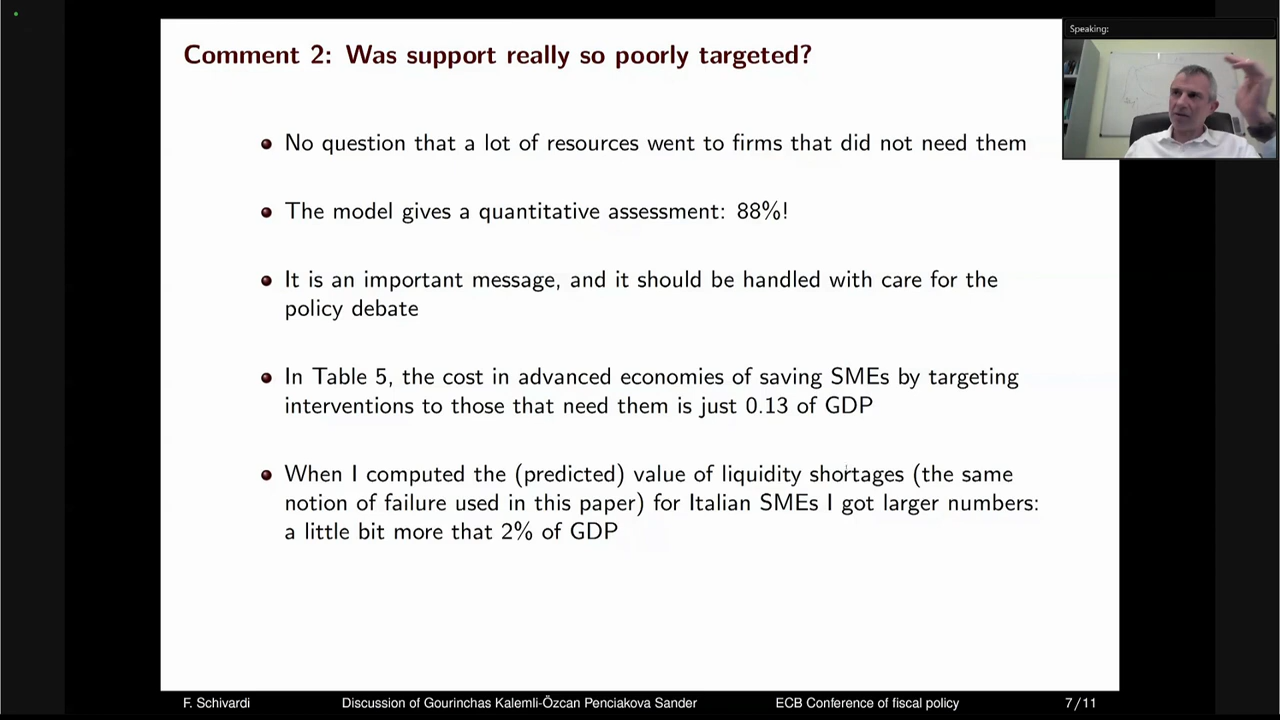 Comment 2: Was support really so poorly targeted?
Speaking:
No question that a lot of resources went to firms that did not need them
The model gives a quantitative assessment: 88%!
It is an important message, and it should be handled with care for the
policy debate
In Table 5, the cost in advanced economies of saving SMEs by targeting
interventions to those that need them is just 0.13 of GDP
When I computed the (predicted) value of liquidity shortages (the same
notion of failure used in this paper) for Italian SMEs I got larger numbers:
a little bit more that 2% of GDP
F. Schivardi
Discussion of Gourinchas Kalemli-Özcan Penciakova Sander
ECB Conference of fiscal policy
7 / 11